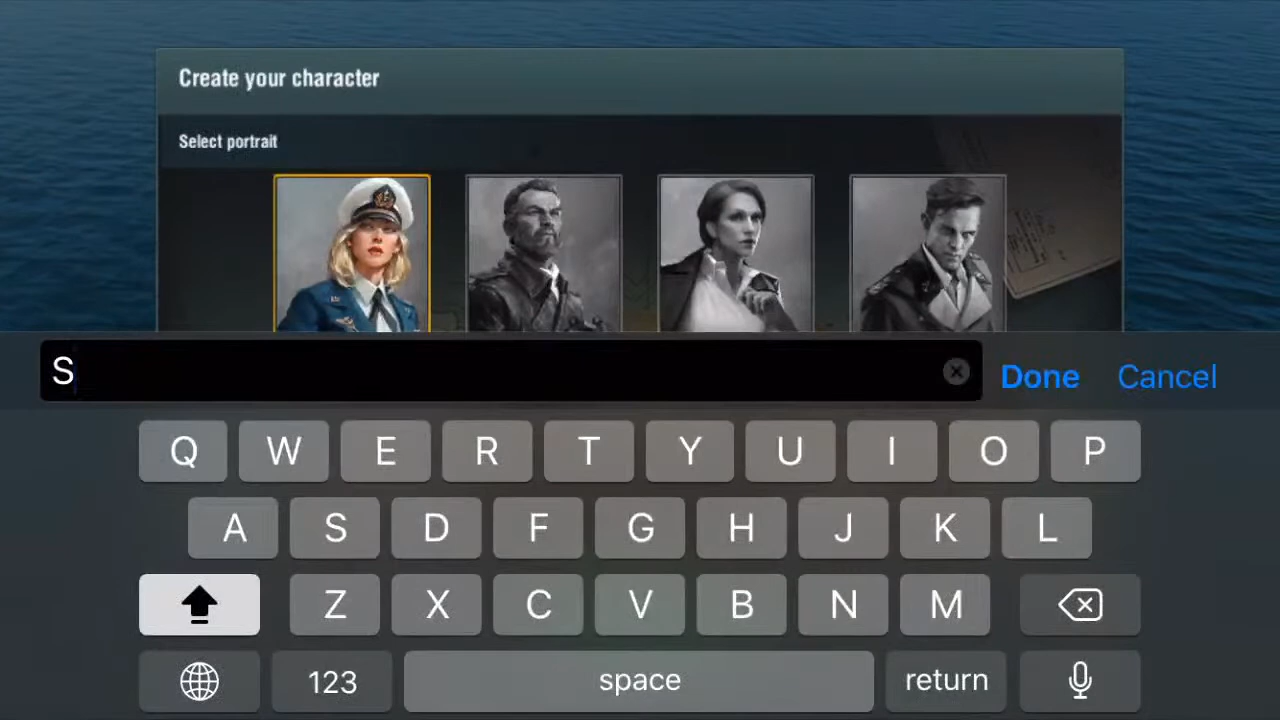 Create your character
Select portrait
S
Done
Cancel
Q W E R T Y U I O P
A S D F G H J K L
Z X C V B N M
123
space
return